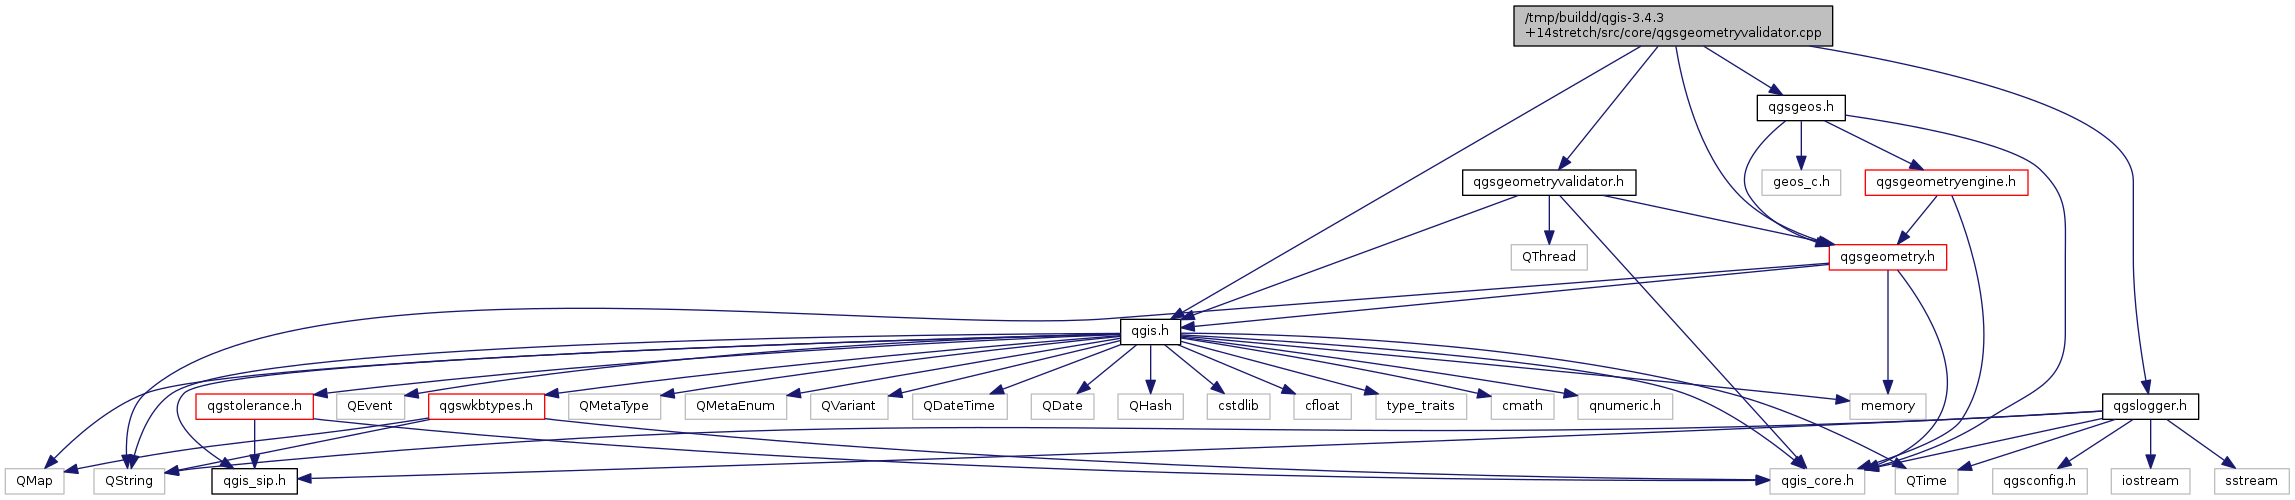 /tmp/buildd/qgis-3.4.3
+14stretch/src/core/qgsgeometryvalidator.cpp
qgsgeos.h
qgsgeometryvalidator.h
geos_c.h
qgsgeometryengine.h
QThread
qgsgeometry.h
qgis.h
qgstolerance.h
QEvent
qgswkbtypes.h
QMetaType
QMetaEnum
QVariant
QDateTime
QDate
QHash
cstdlib
cfloat
type_traits
cmath
qnumeric.h
memory
qgslogger.h
QMap
QString
qgis_sip.h
qgis_core.h
QTime
qgsconfig.h
iostream
sstream